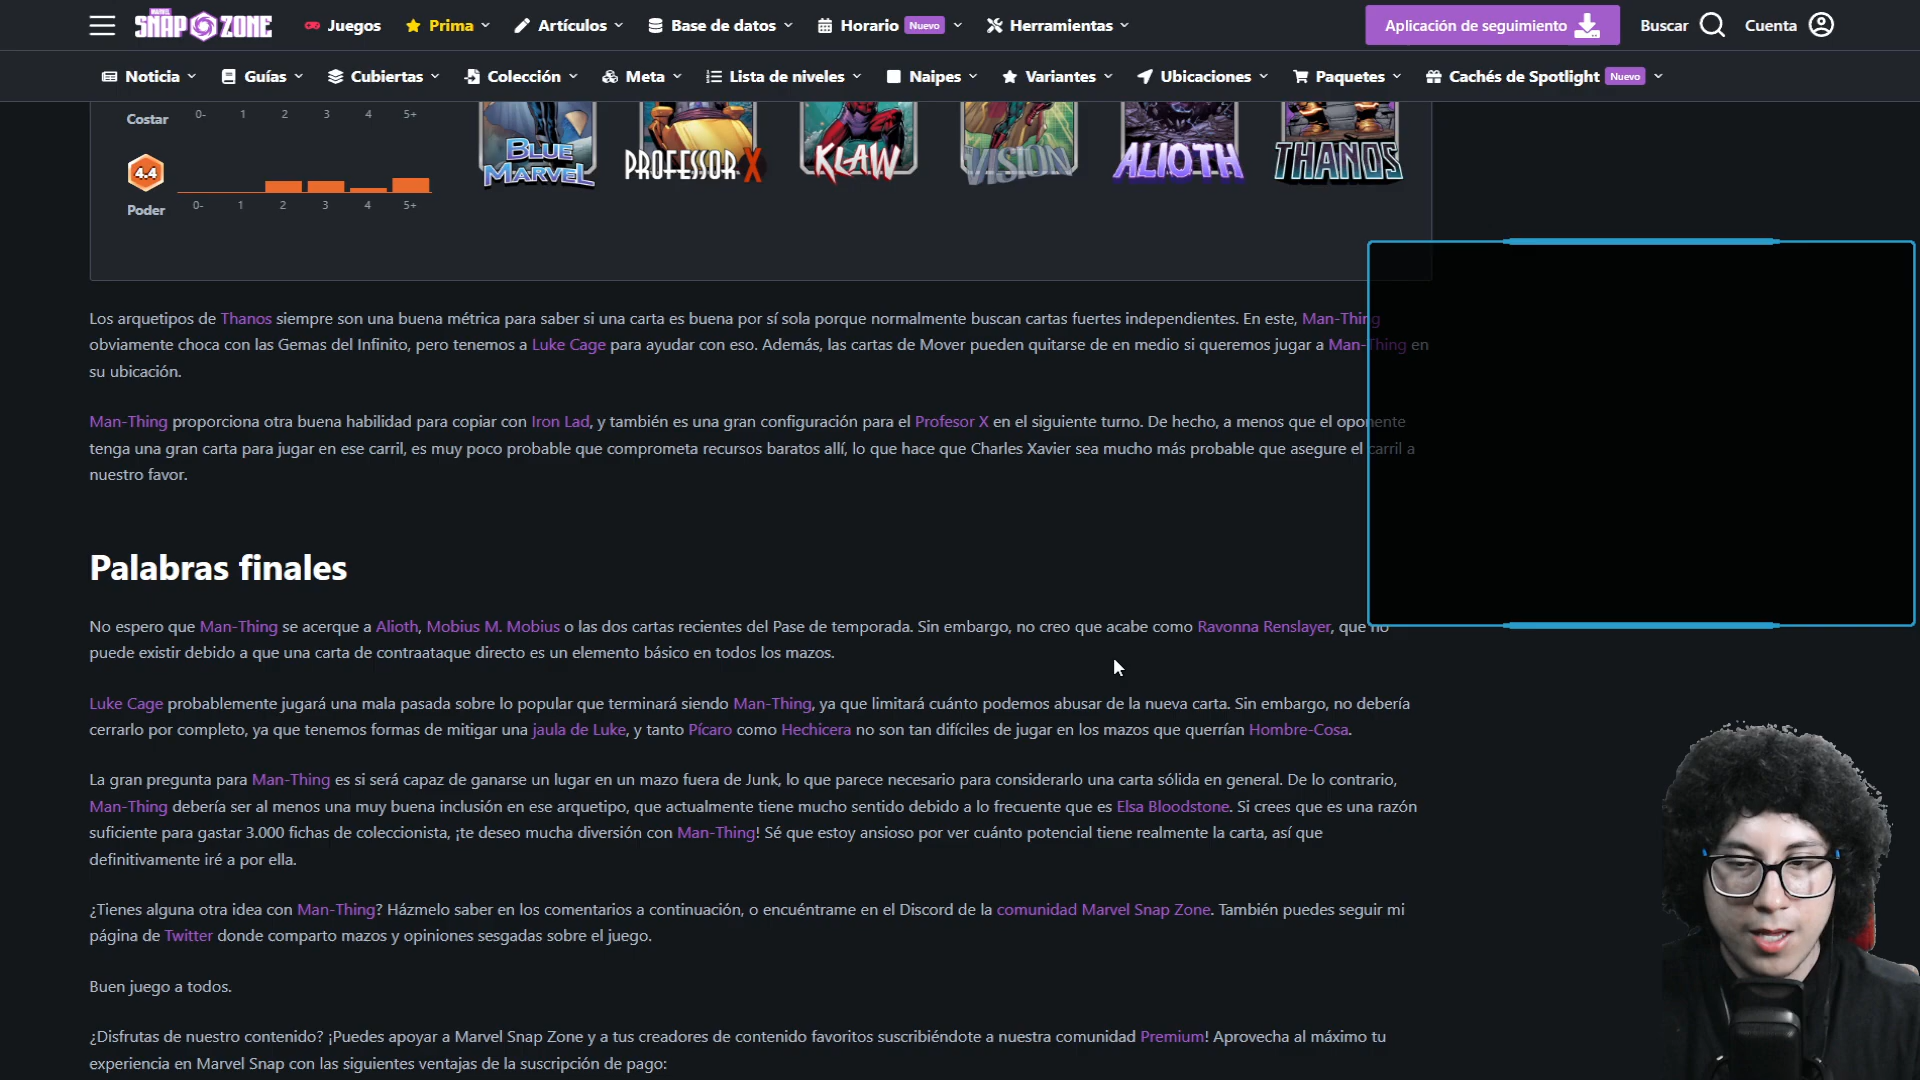 MARVEL
SNAP ZONE
Juegos
Prima
Artículos
Base de datos
Horario
Nuevo
Herramientas
Aplicación de seguimiento
Buscar
Cuenta
Noticia
Guías
Cubiertas
Colección
Meta
Lista de niveles
Naipes
Variantes
Ubicaciones
Paquetes
Cachés de Spotlight
Nuevo
Costar
0- 1 2 3 4 5+
4.4
Poder
0- 1 2 3 4 5+
BLUE MARVEL
PROFESSOR X
KLAW
VISION
ALIOTH
THANOS
Los arquetipos de Thanos siempre son una buena métrica para saber si una carta es buena por sí sola porque normalmente buscan cartas fuertes independientes. En este, Man-Thing
obviamente choca con las Gemas del Infinito, pero tenemos a Luke Cage para ayudar con eso. Además, las cartas de Mover pueden quitarse de en medio si queremos jugar a Man-Thing en
su ubicación.
Man-Thing proporciona otra buena habilidad para copiar con Iron Lad, y también es una gran configuración para el Profesor X en el siguiente turno. De hecho, a menos que el oponente
tenga una gran carta para jugar en ese carril, es muy poco probable que comprometa recursos baratos allí, lo que hace que Charles Xavier sea mucho más probable que asegure el carril a
nuestro favor.
Palabras finales
No espero que Man-Thing se acerque a Alioth, Mobius M. Mobius o las dos cartas recientes del Pase de temporada. Sin embargo, no creo que acabe como Ravonna Renslayer, que no
puede existir debido a que una carta de contraataque directo es un elemento básico en todos los mazos.
Luke Cage probablemente jugará una mala pasada sobre lo popular que terminará siendo Man-Thing, ya que limitará cuánto podemos abusar de la nueva carta. Sin embargo, no debería
cerrarlo por completo, ya que tenemos formas de mitigar una jaula de Luke, y tanto Pícaro como Hechicera no son tan difíciles de jugar en los mazos que querrían Hombre-Cosa.
La gran pregunta para Man-Thing es si será capaz de ganarse un lugar en un mazo fuera de Junk, lo que parece necesario para considerarlo una carta sólida en general. De lo contrario,
Man-Thing debería ser al menos una muy buena inclusión en ese arquetipo, que actualmente tiene mucho sentido debido a lo frecuente que es Elsa Bloodstone. Si crees que es una razón
suficiente para gastar 3.000 fichas de coleccionista, ¡te deseo mucha diversión con Man-Thing! Sé que estoy ansioso por ver cuánto potencial tiene realmente la carta, así que
definitivamente iré a por ella.
¿Tienes alguna otra idea con Man-Thing? Házmelo saber en los comentarios a continuación, o encuéntrame en el Discord de la comunidad Marvel Snap Zone. También puedes seguir mi
página de Twitter donde comparto mazos y opiniones sesgadas sobre el juego.
Buen juego a todos.
¿Disfrutas de nuestro contenido? ¡Puedes apoyar a Marvel Snap Zone y a tus creadores de contenido favoritos suscribiéndote a nuestra comunidad Premium! Aprovecha al máximo tu
experiencia en Marvel Snap con las siguientes ventajas de la suscripción de pago: